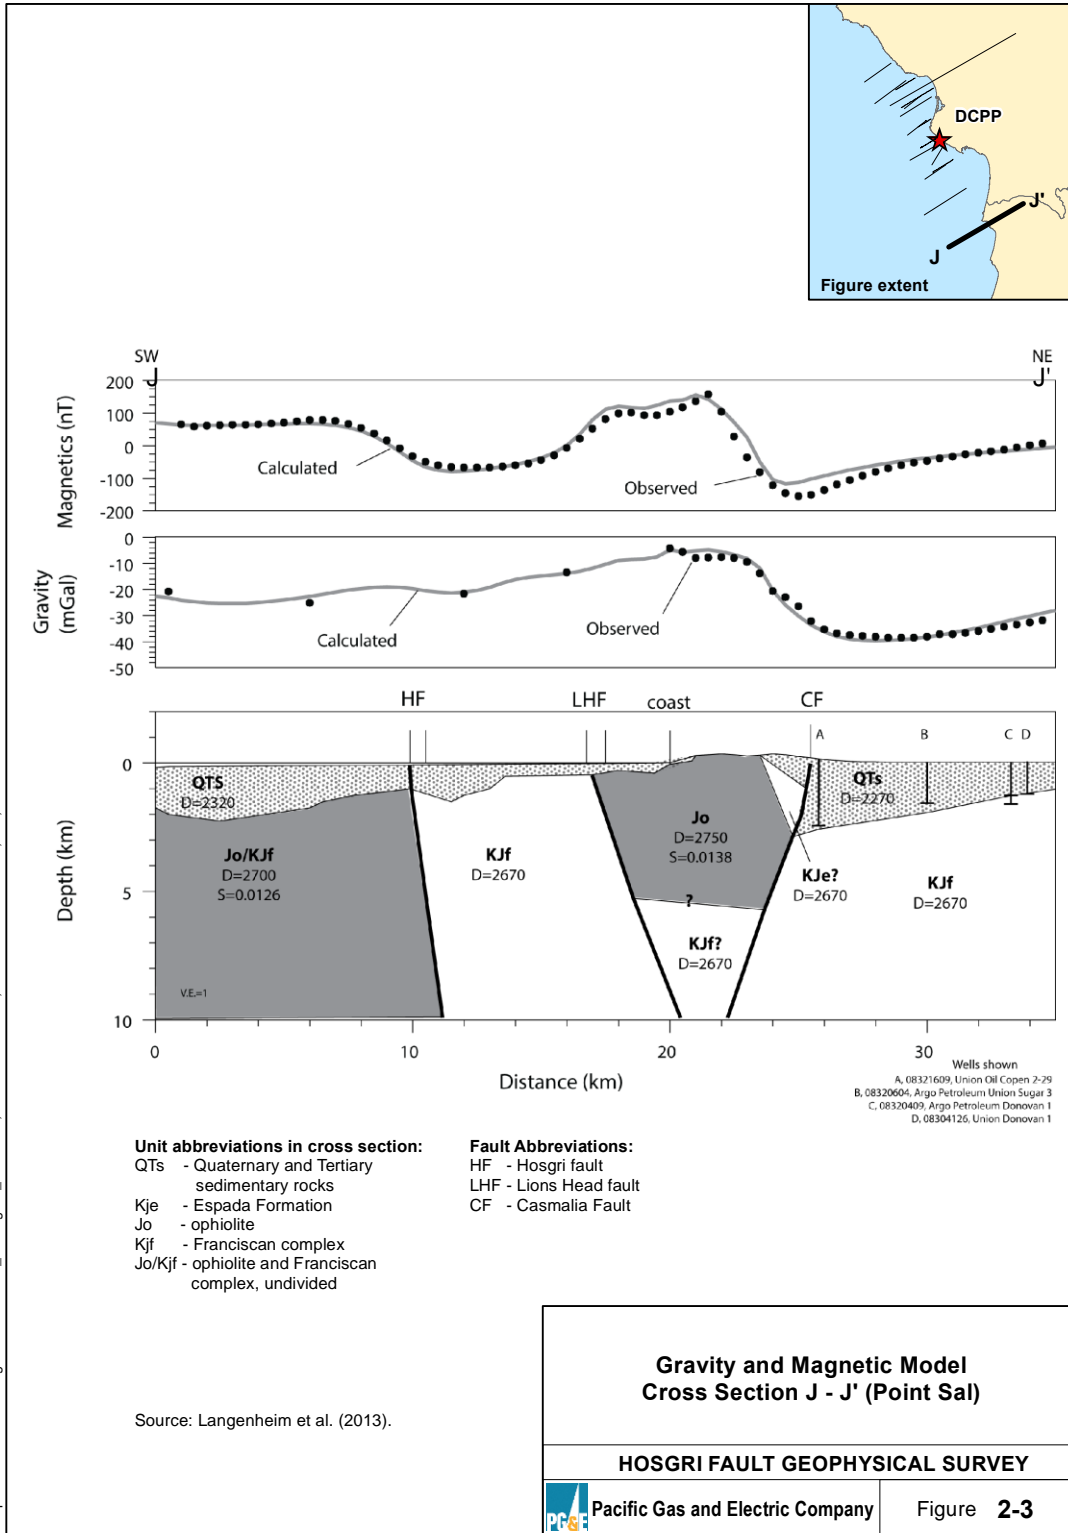 DCPP
J'
J
Figure extent
SW
J
NE
J'
Magnetics (nT)
200
100
0
-100
-200
Calculated
Observed
Gravity
(mGal)
0
-10
-20
-30
-40
-50
Calculated
Observed
HF
LHF
coast
CF
A
B
C
D
Depth (km)
0
5
10
QTS
D=2320
Jo/KJf
D=2700
S=0.0126
V.E.=1
KJf
D=2670
Jo
D=2750
S=0.0138
?
KJf?
D=2670
KJe?
D=2670
QTs
D=2270
KJf
D=2670
0
10
20
30
Distance (km)
Wells shown
A, 08321609, Union Oil Copen 2-29
B, 08320604, Argo Petroleum Union Sugar 3
C, 08320409, Argo Petroleum Donovan 1
D, 08304126, Union Donovan 1
Unit abbreviations in cross section:
QTs - Quaternary and Tertiary
sedimentary rocks
Kje - Espada Formation
Jo - ophiolite
Kjf - Franciscan complex
Jo/Kjf - ophiolite and Franciscan
complex, undivided
Fault Abbreviations:
HF - Hosgri fault
LHF - Lions Head fault
CF - Casmalia Fault
Source: Langenheim et al. (2013).
Gravity and Magnetic Model
Cross Section J - J' (Point Sal)
HOSGRI FAULT GEOPHYSICAL SURVEY
PG&E
Pacific Gas and Electric Company
Figure 2-3